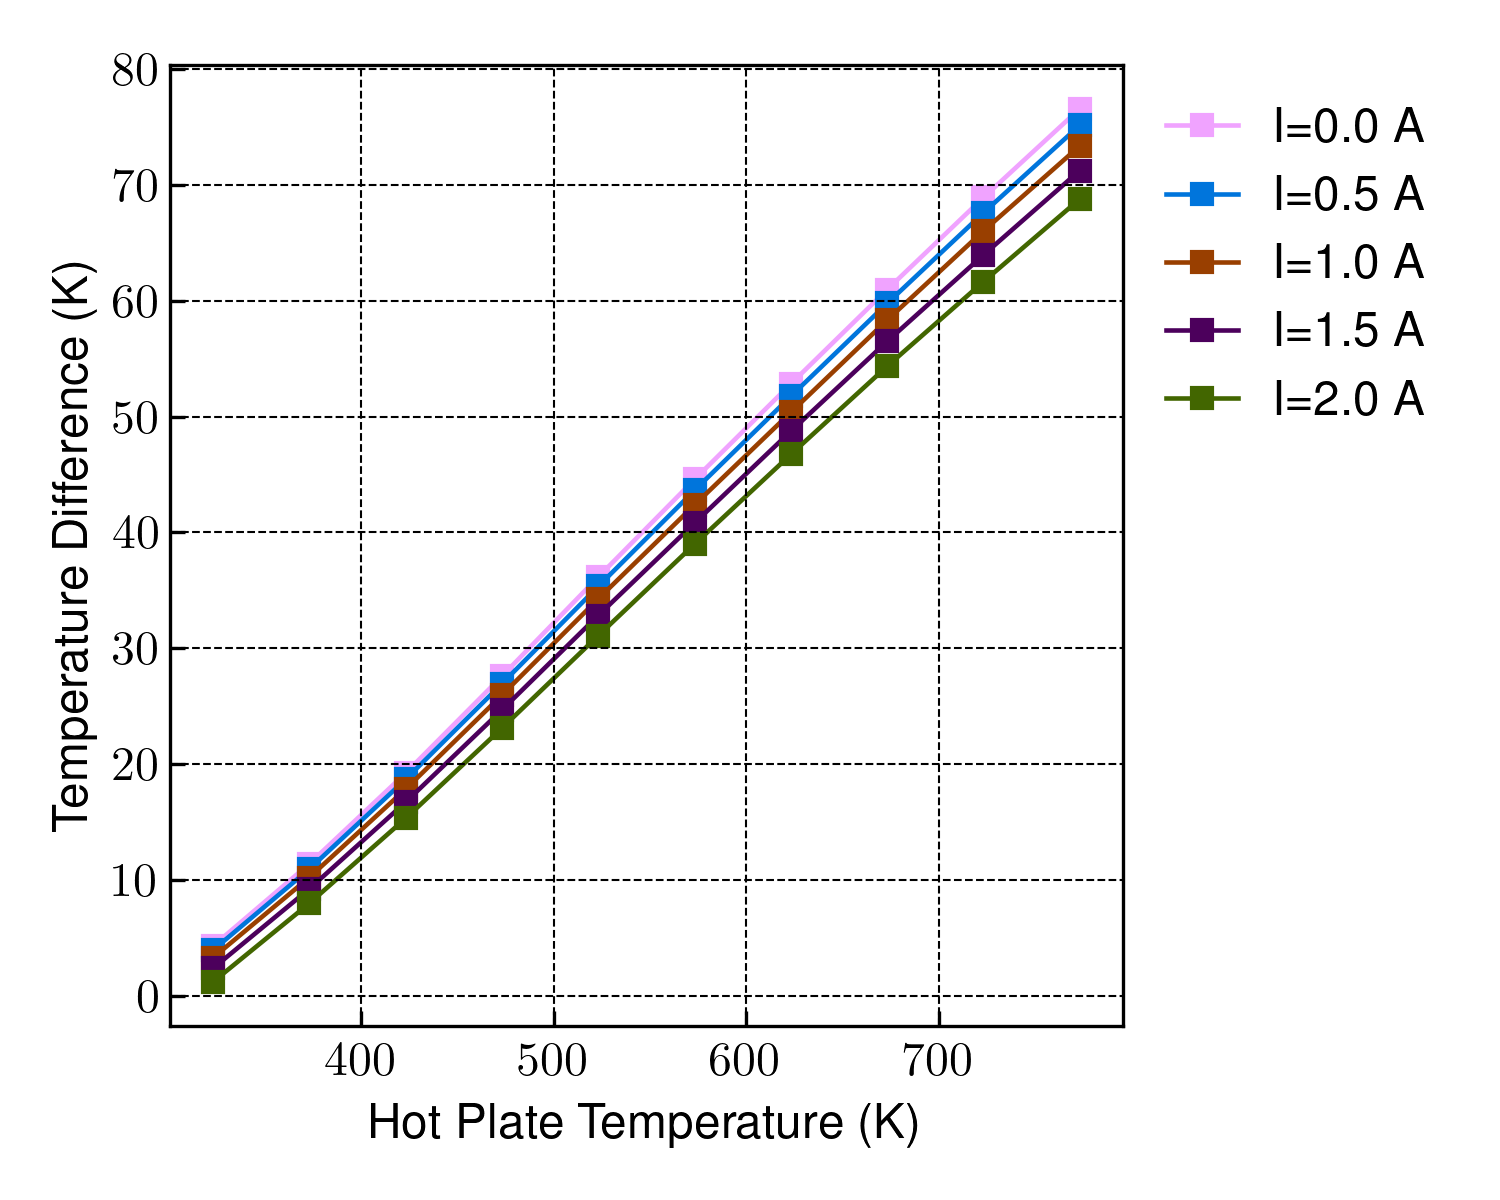 80
70
60
50
40
30
20
10
0
Temperature Difference (K)
400 500 600 700
Hot Plate Temperature (K)
I=0.0 A
I=0.5 A
I=1.0 A
I=1.5 A
I=2.0 A